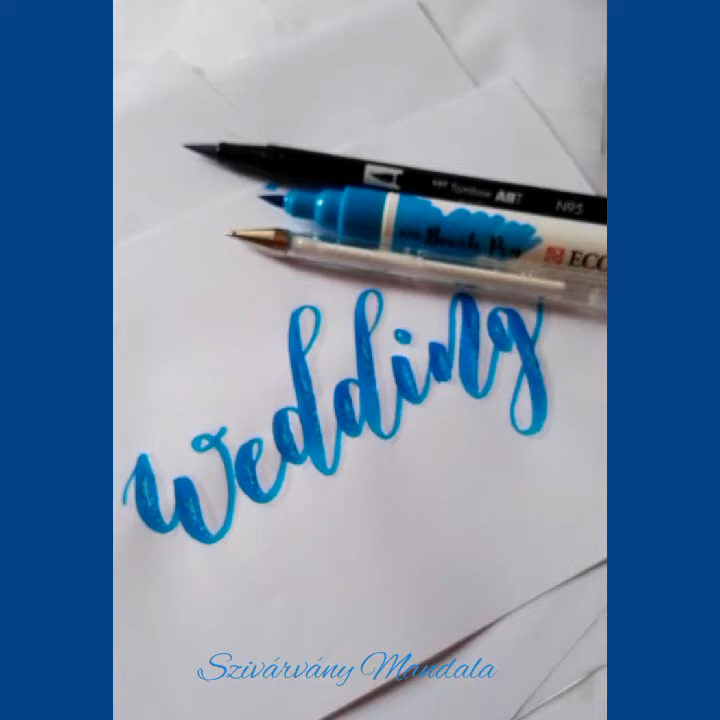 Tombow ABT N95
Brush Pen ECO
wedding
Szivárvány Mandala